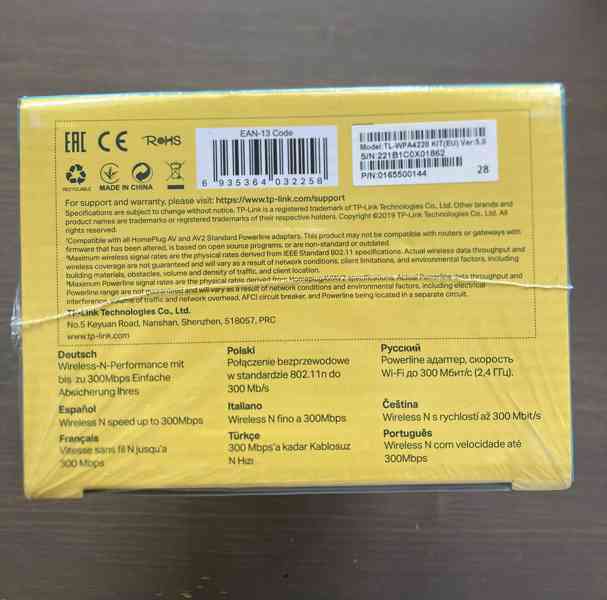 EAC CE RoHS
EAN-13 Code
6 935364 032258
Model:TL-WPA4220 KIT(EU) Ver:5.0
S/N:221B1C0X01862
P/N:0165500144
28
RECYCLABLE
MADE IN CHINA
For support and warranty, please visit: https://www.tp-link.com/support
Specifications are subject to change without notice. TP-Link is a registered trademark of TP-Link Technologies Co., Ltd. Other brands and
product names are trademarks or registered trademarks of their respective holders. Copyright ©2019 TP-Link Technologies Co., Ltd. All
rights reserved.
¹Compatible with all HomePlug AV and AV2 Standard Powerline adapters. This product may not be compatible with routers or gateways with
firmware that has been altered, is based on open source programs, or are non-standard or outdated.
²Maximum wireless signal rates are the physical rates derived from IEEE Standard 802.11 specifications. Actual wireless data throughput and
wireless coverage are not guaranteed and will vary as a result of network conditions, client limitations, and environmental factors, including
building materials, obstacles, volume and density of traffic, and client location.
³Maximum Powerline signal rates are the physical rates derived from HomeplugAV/AV2 specifications. Actual Powerline data throughput and
Powerline range are not guaranteed and will vary as a result of network conditions and environmental factors, including electrical
interference, volume of traffic and network overhead, AFCI circuit breaker, and Powerline being located in a separate circuit.
TP-Link Technologies Co., Ltd.
No.5 Keyuan Road, Nanshan, Shenzhen, 518057, PRC
www.tp-link.com
Deutsch
Wireless-N-Performance mit
bis zu 300Mbps Einfache
Absicherung Ihres
Polski
Połączenie bezprzewodowe
w standardzie 802.11n do
300 Mb/s
Русский
Powerline адаптер, скорость
Wi-Fi до 300 Мбит/с (2,4 ГГц).
Español
Wireless N speed up to 300Mbps
Italiano
Wireless N fino a 300Mbps
Čeština
Wireless N s rychlostí až 300 Mbit/s
Français
Vitesse sans fil N jusqu'a
300 Mbps
Türkçe
300 Mbps'a kadar Kablosuz
N Hızı
Português
Wireless N com velocidade até
300Mbps